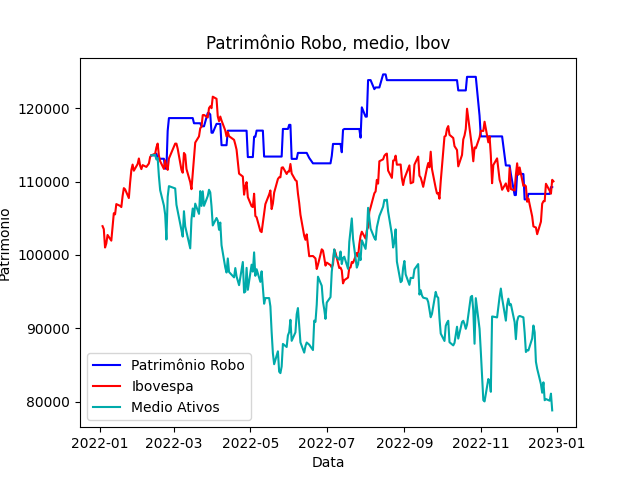 Patrimônio Robo, medio, Ibov
120000
110000
100000
90000
80000
Patrimonio
Patrimônio Robo
Ibovespa
Medio Ativos
2022-01 2022-03 2022-05 2022-07 2022-09 2022-11 2023-01
Data